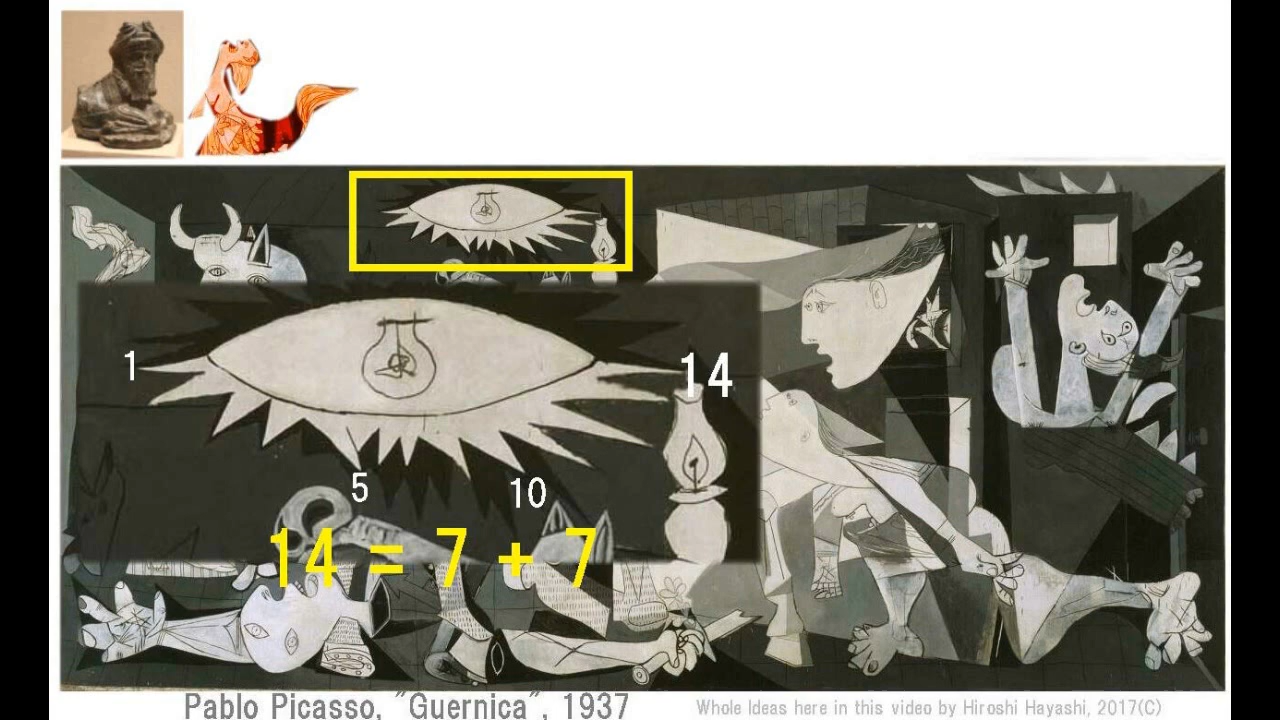 1
14
5
10
14 = 7 + 7
Pablo Picasso, "Guernica", 1937
Whole Ideas here in this video by Hiroshi Hayashi, 2017(C)